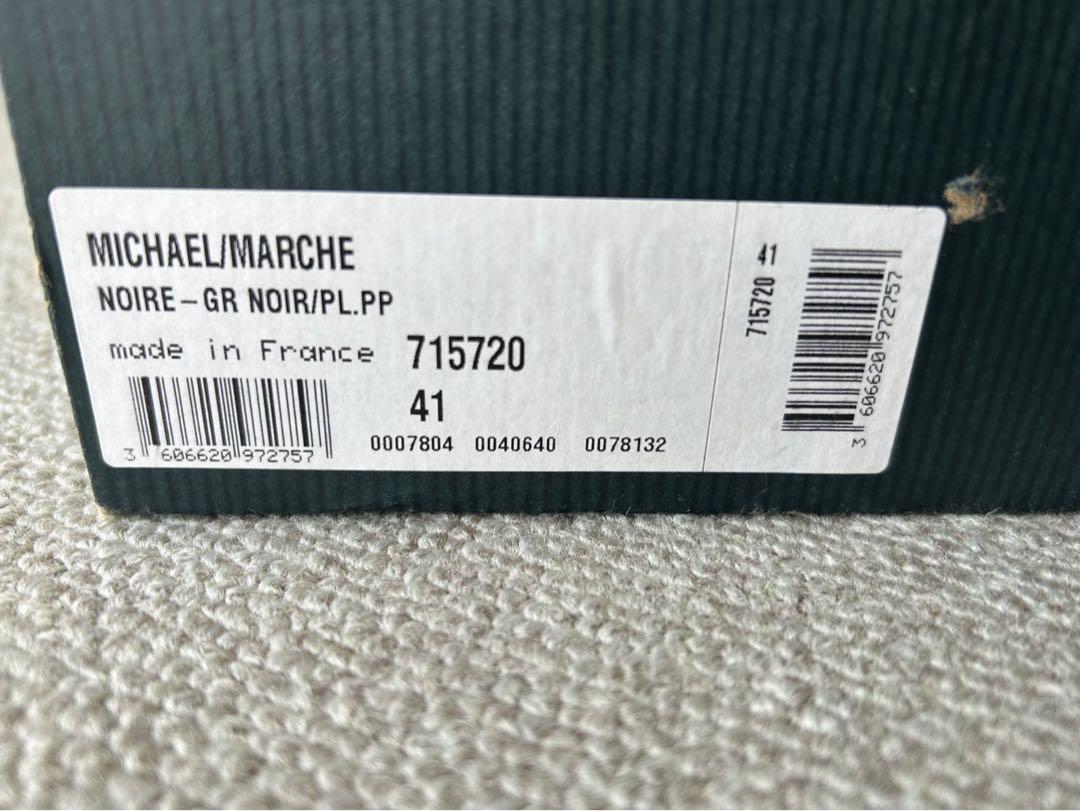 MICHAEL/MARCHE
NOIRE – GR NOIR/PL.PP
made in France 715720
41
3 606620 972757
0007804 0040640 0078132
715720 41
3 606620 972757